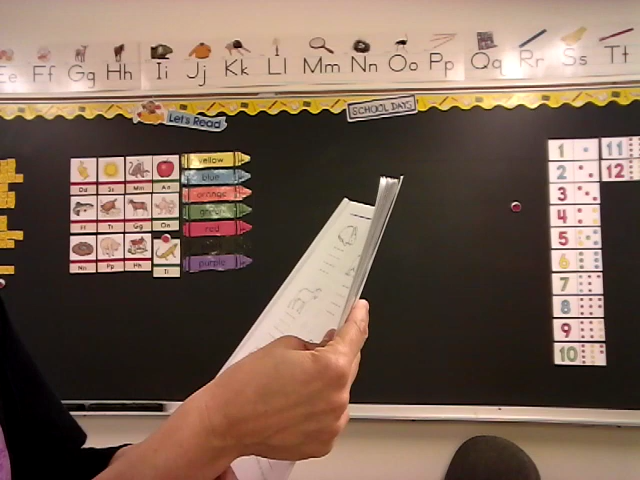 Ee Ff Gg Hh Ii Jj Kk Ll Mm Nn Oo Pp Qq Rr Ss Tt
Let's Read
SCHOOL DAYS
yellow
blue
orange
green
red
purple
Dd Ss Mm Aa
Ff Tt Gg Oo
Nn Pp Hh Ii
1
2
3
4
5
6
7
8
9
10
11
12